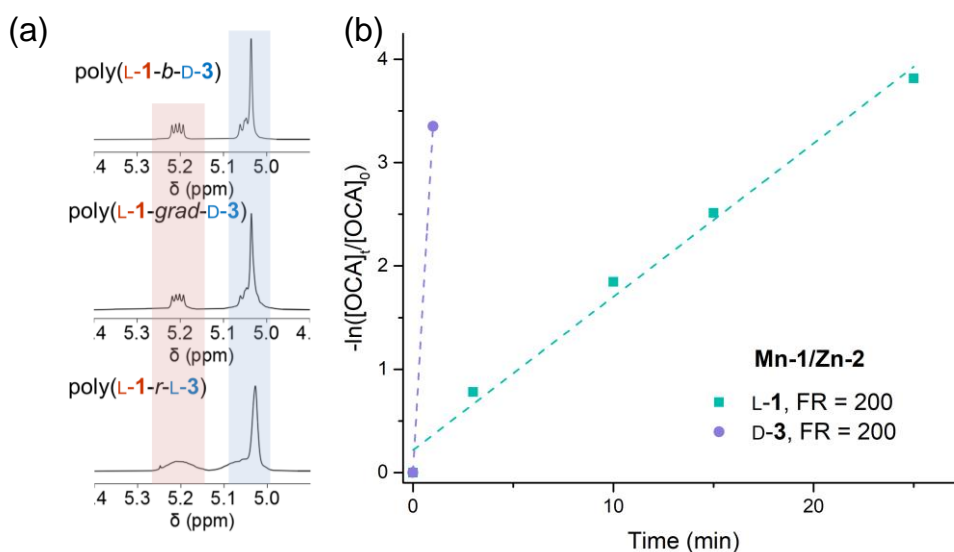 (a)
poly(L-1-b-D-3)
.4 5.3 5.2 5.1 5.0
δ (ppm)
poly(L-1-grad-D-3)
.4 5.3 5.2 5.1 5.0 4.
δ (ppm)
poly(L-1-r-L-3)
.4 5.3 5.2 5.1 5.0
δ (ppm)
(b)
-ln([OCA]t/[OCA]0)
4
3
2
1
0
Mn-1/Zn-2
L-1, FR = 200
D-3, FR = 200
0 10 20
Time (min)